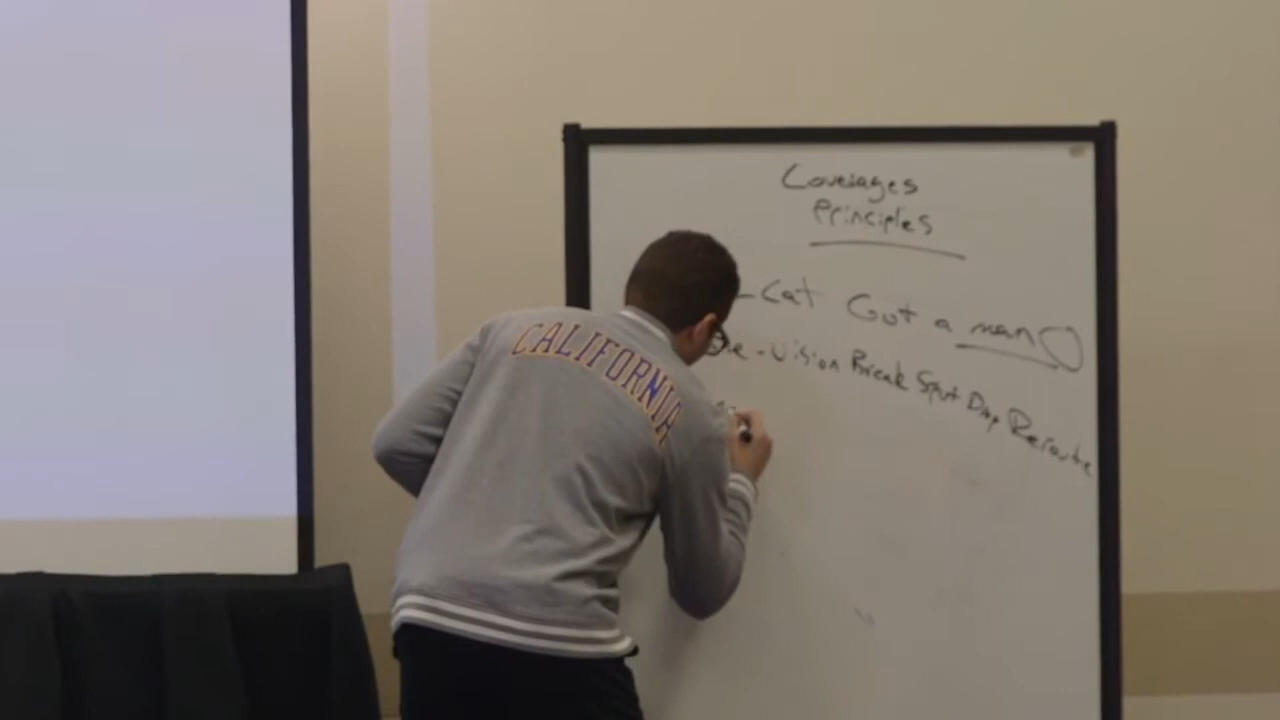 Coverages
Principles
- Cat Got a man
- Vision Break Spot Drop Reroute
CALIFORNIA